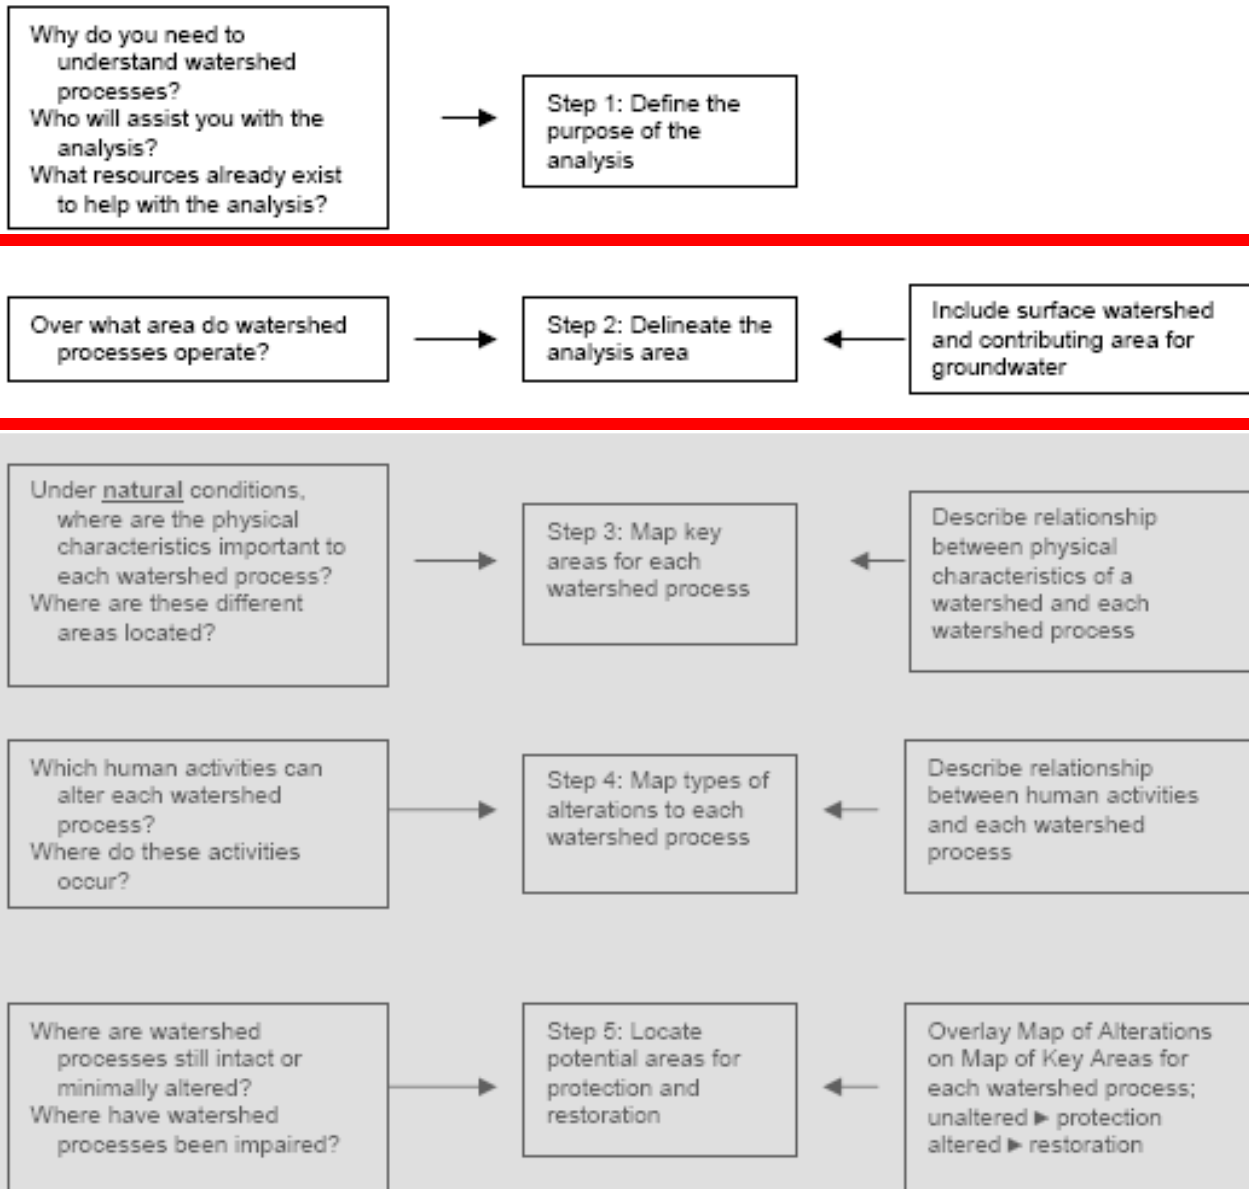 Why do you need to
understand watershed
processes?
Who will assist you with the
analysis?
What resources already exist
to help with the analysis?
Step 1: Define the
purpose of the
analysis
Over what area do watershed
processes operate?
Step 2: Delineate the
analysis area
Include surface watershed
and contributing area for
groundwater
Under natural conditions,
where are the physical
characteristics important to
each watershed process?
Where are these different
areas located?
Step 3: Map key
areas for each
watershed process
Describe relationship
between physical
characteristics of a
watershed and each
watershed process
Which human activities can
alter each watershed
process?
Where do these activities
occur?
Step 4: Map types of
alterations to each
watershed process
Describe relationship
between human activities
and each watershed
process
Where are watershed
processes still intact or
minimally altered?
Where have watershed
processes been impaired?
Step 5: Locate
potential areas for
protection and
restoration
Overlay Map of Alterations
on Map of Key Areas for
each watershed process;
unaltered ► protection
altered ► restoration